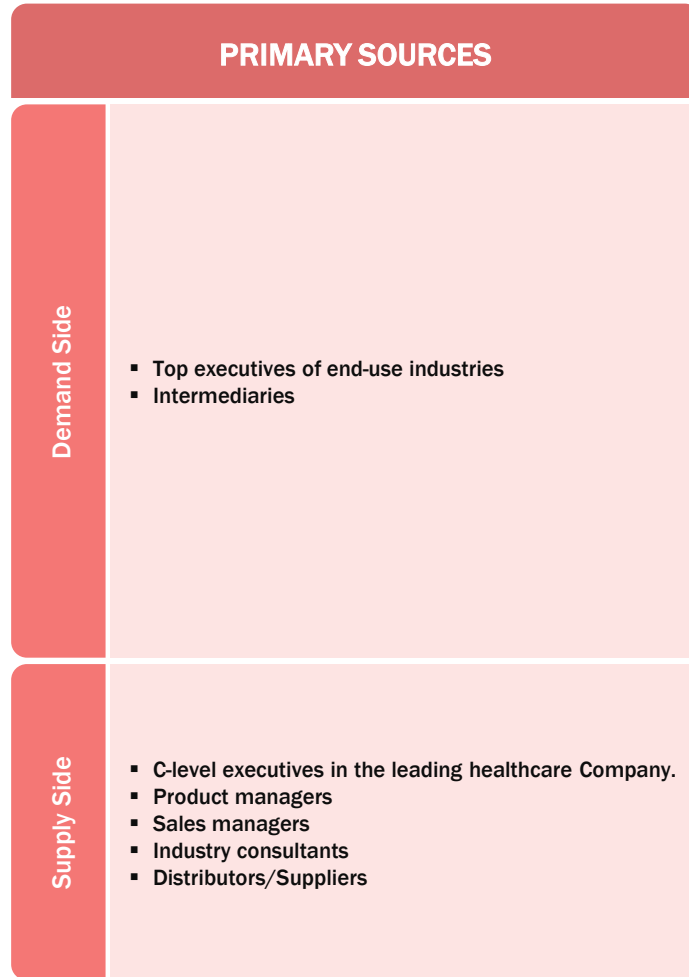 PRIMARY SOURCES
Demand Side
▪ Top executives of end-use industries
▪ Intermediaries
Supply Side
▪ C-level executives in the leading healthcare Company.
▪ Product managers
▪ Sales managers
▪ Industry consultants
▪ Distributors/Suppliers